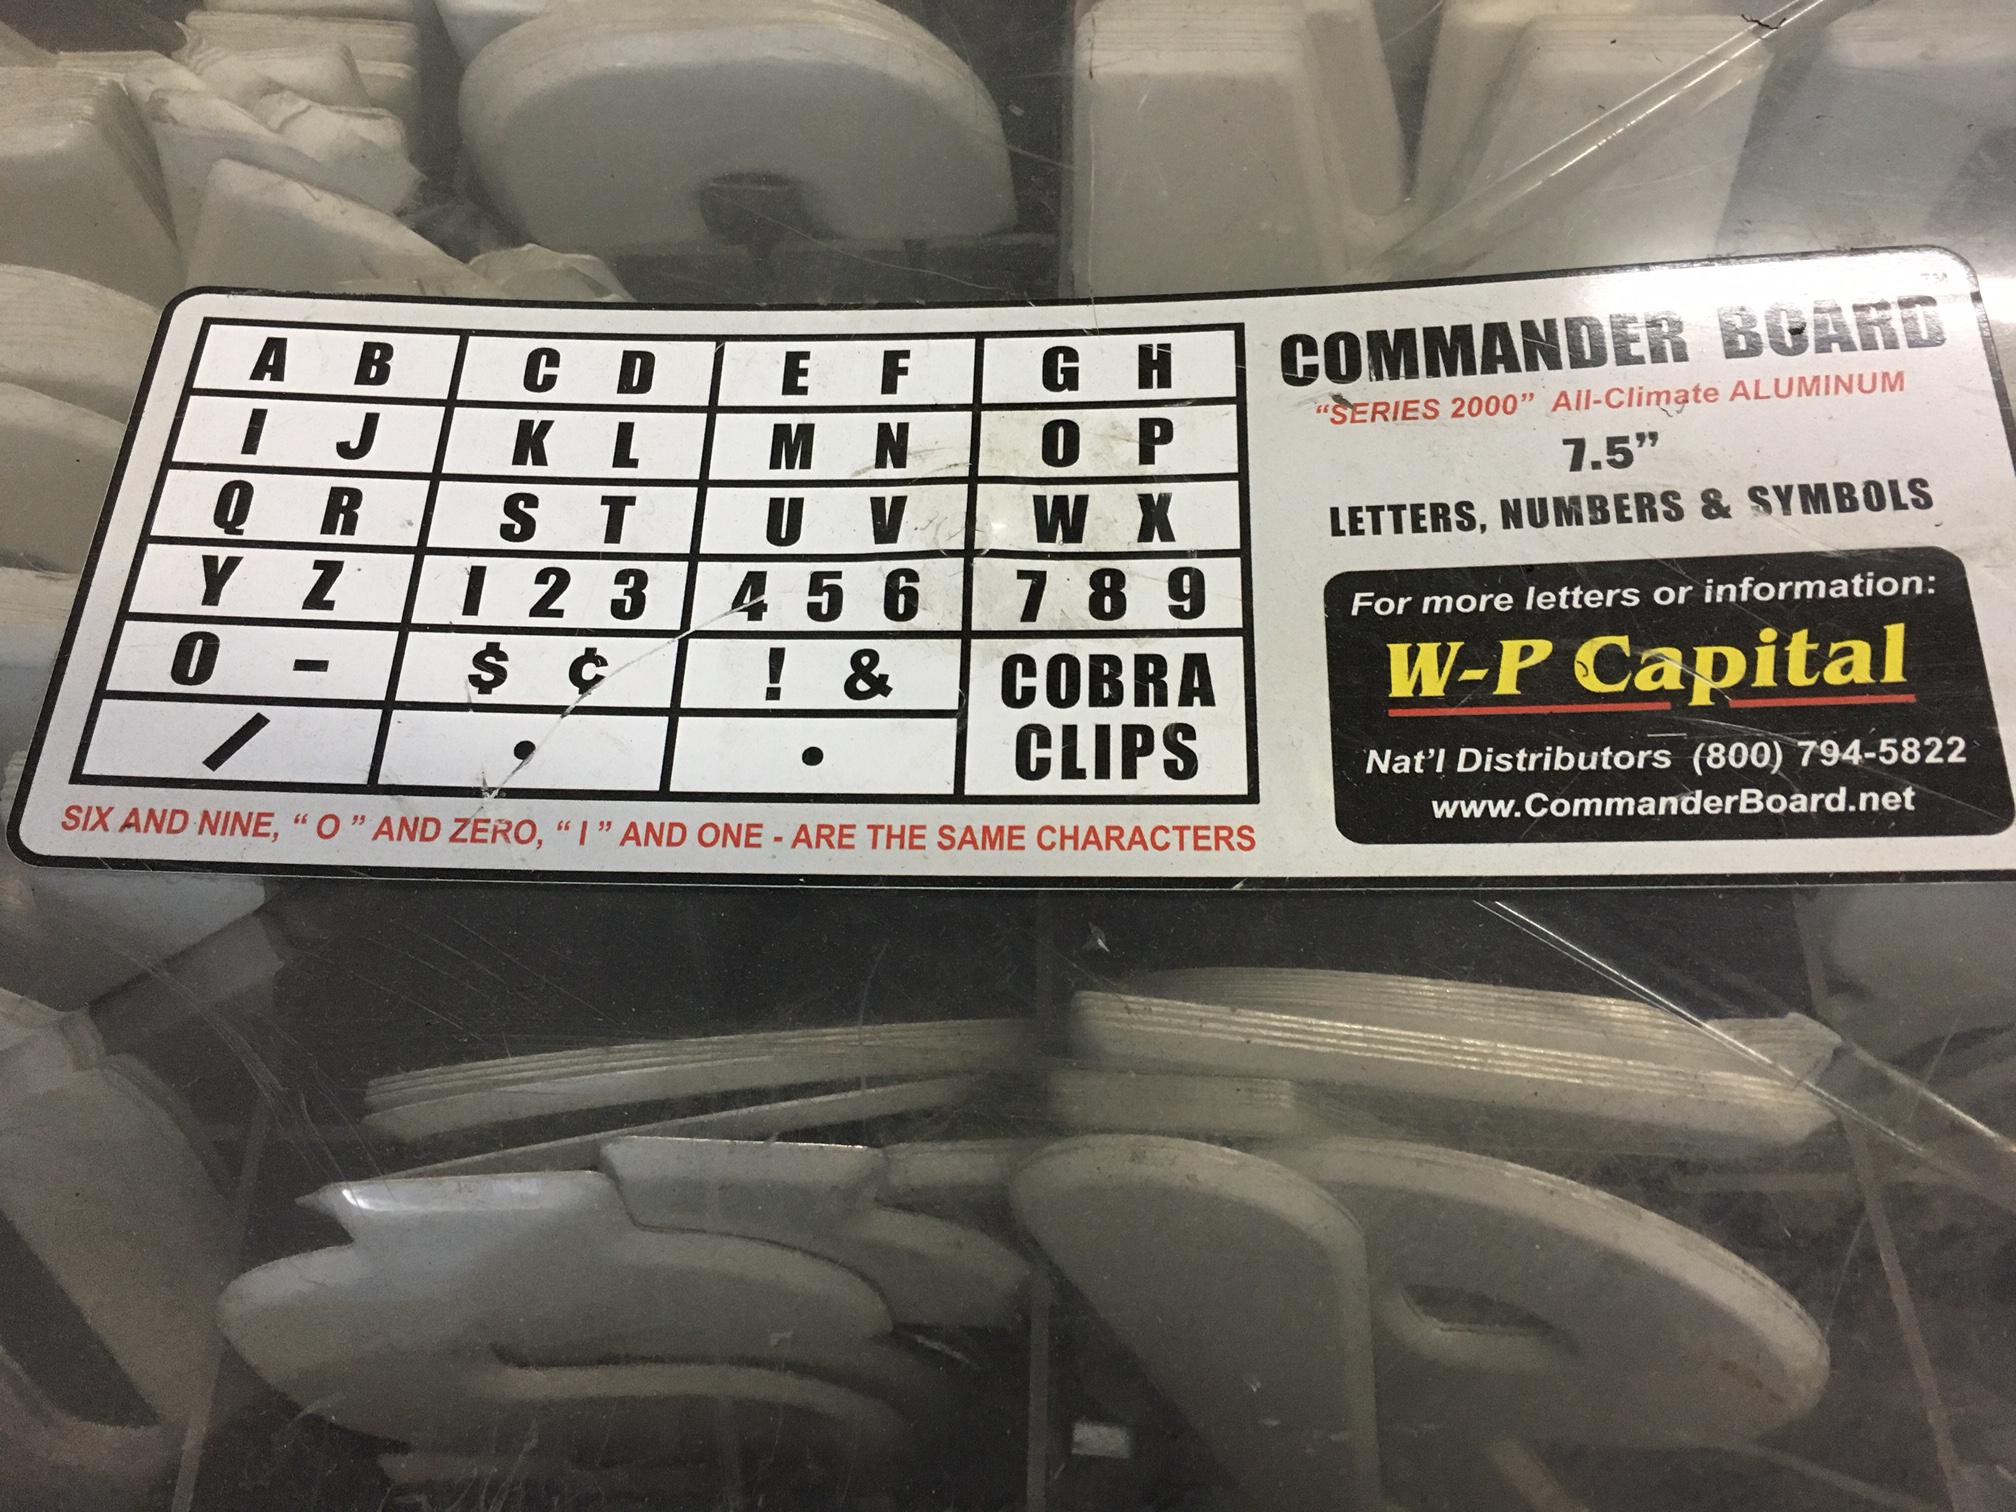 A B C D E F G H
I J K L M N O P
Q R S T U V W X
Y Z 1 2 3 4 5 6 7 8 9
0 - $ ¢ ! & COBRA
/ • • CLIPS
SIX AND NINE, “ O ” AND ZERO, “ I ” AND ONE - ARE THE SAME CHARACTERS
COMMANDER BOARD™
“SERIES 2000” All-Climate ALUMINUM
7.5”
LETTERS, NUMBERS & SYMBOLS
For more letters or information:
W-P Capital
Nat’l Distributors (800) 794-5822
www.CommanderBoard.net